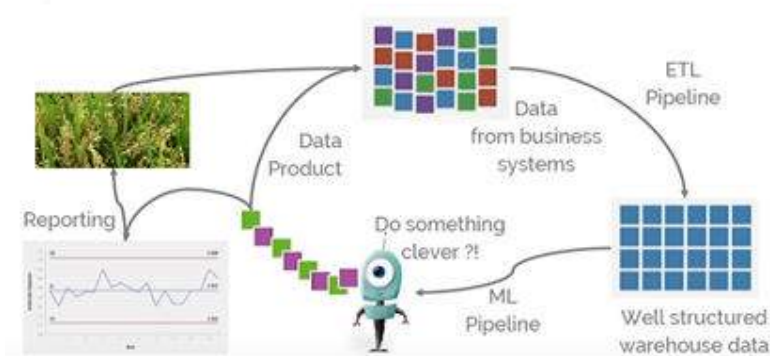 ETL
Pipeline
Data
from business
systems
Data
Product
Reporting
Do something
clever ?!
ML
Pipeline
Well structured
warehouse data